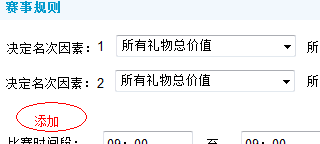 赛事规则
决定名次因素：1 所有礼物总价值 所
决定名次因素：2 所有礼物总价值 所
添加
比赛时间段： 09：00 至 09：00